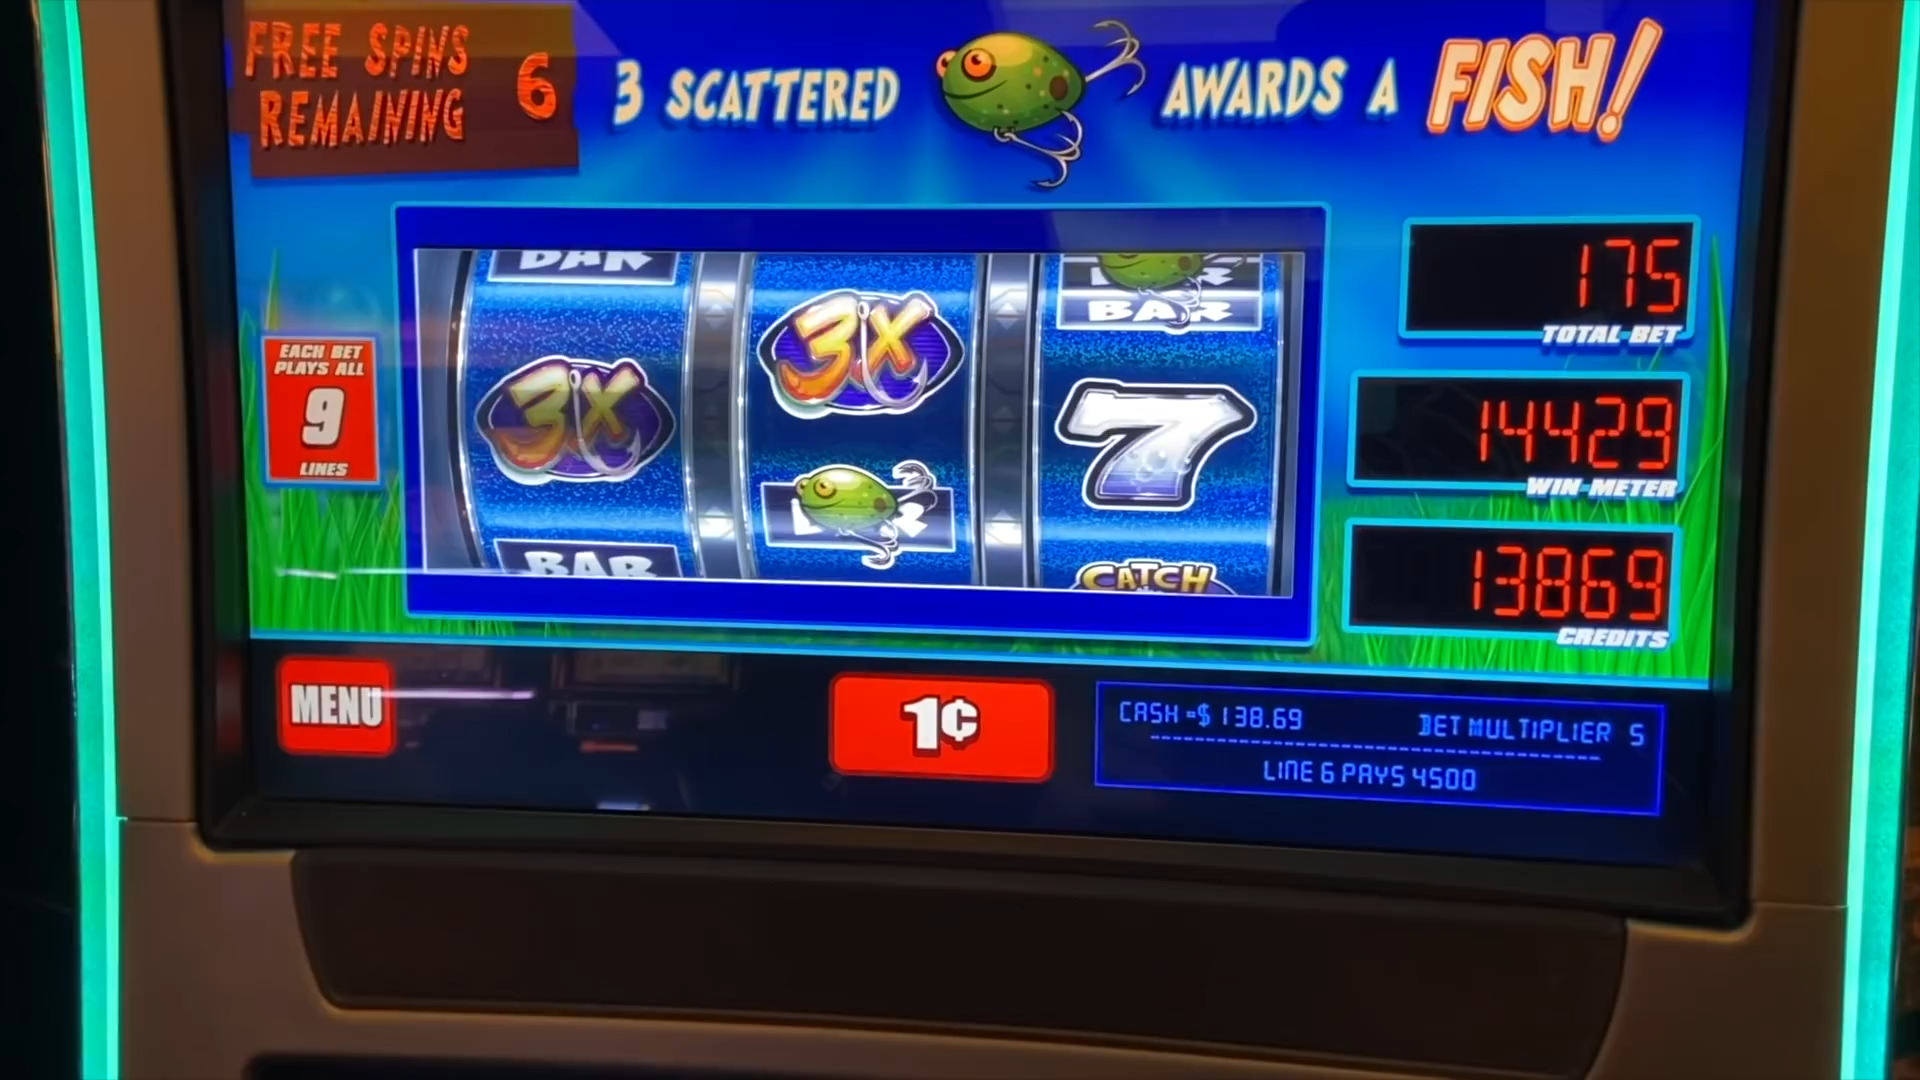 FREE SPINS
REMAINING
6
3 SCATTERED AWARDS A FISH!
175
TOTAL BET
EACH BET
PLAYS ALL
9
LINES
BAR
3X
BAR
3X
BAR
7
CATCH
14429
WIN METER
13869
CREDITS
MENU
1¢
CASH =$ 138.69 BET MULTIPLIER 5
LINE 6 PAYS 4500